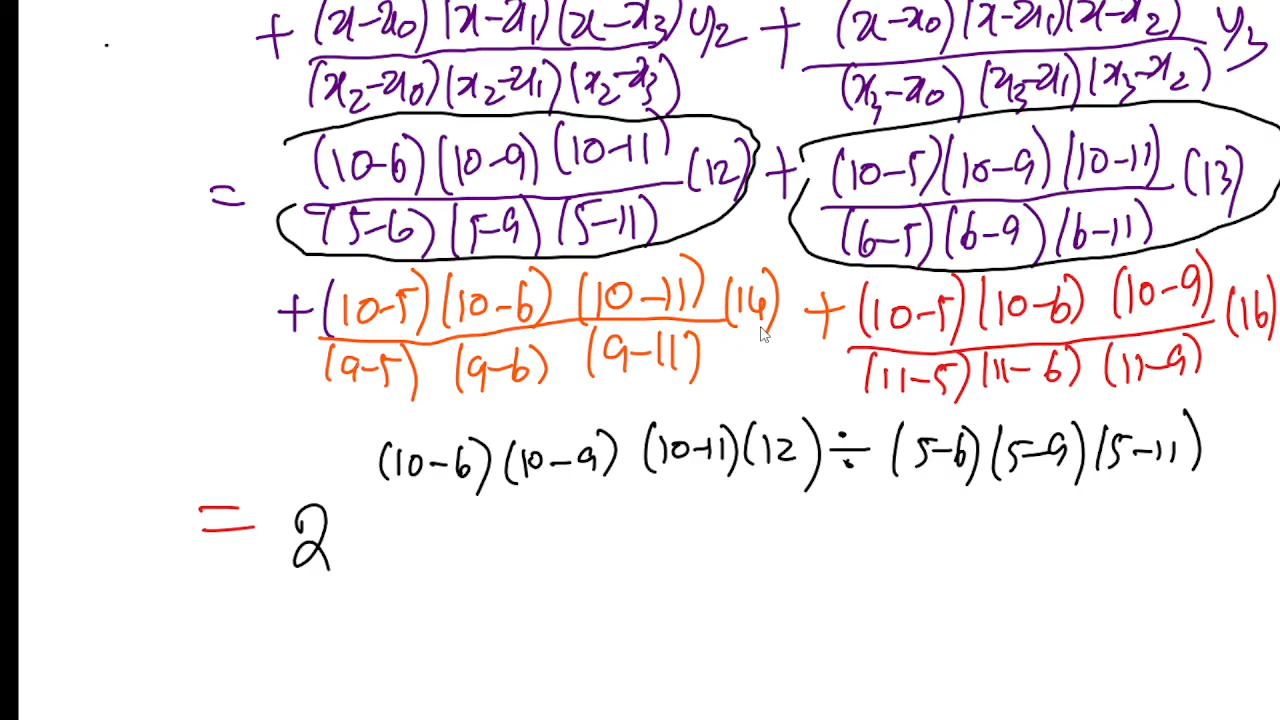 + (x-x0)(x-x1)(x-x3) y2 + (x-x0)(x-x1)(x-x2) y3
(x2-x0)(x2-x1)(x2-x3) (x3-x0)(x3-x1)(x3-x2)
= (10-6)(10-9)(10-11) (12) + (10-5)(10-9)(10-11) (13)
(5-6)(5-9)(5-11) (6-5)(6-9)(6-11)
+ (10-5)(10-6)(10-11) (14) + (10-5)(10-6)(10-9) (16)
(9-5)(9-6)(9-11) (11-5)(11-6)(11-9)
(10-6)(10-9)(10-11)(12) ÷ (5-6)(5-9)(5-11)
= 2